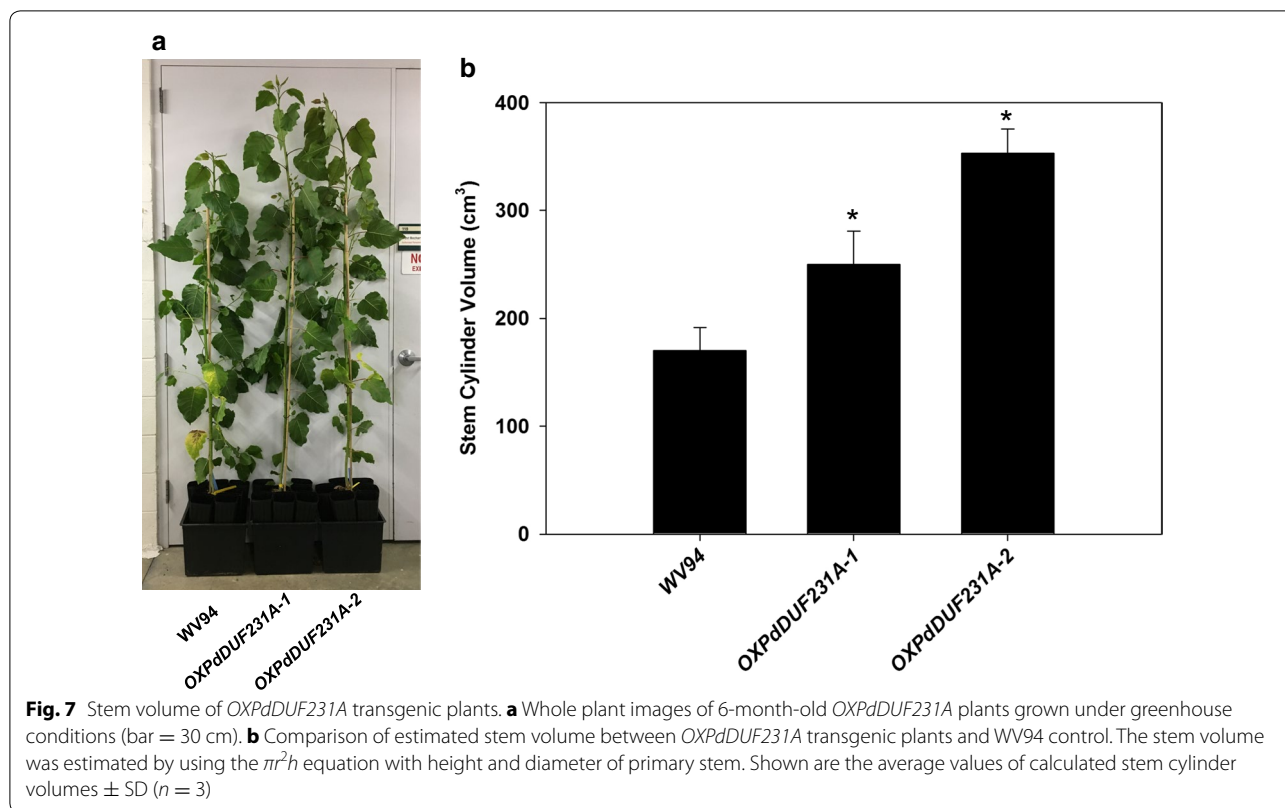 a
b
400
300
200
100
0
Stem Cylinder Volume (cm³)
*
*
WV94
OXPdDUF231A-1
OXPdDUF231A-2
WV94
OXPdDUF231A-1
OXPdDUF231A-2
Fig. 7 Stem volume of OXPdDUF231A transgenic plants. a Whole plant images of 6-month-old OXPdDUF231A plants grown under greenhouse
conditions (bar = 30 cm). b Comparison of estimated stem volume between OXPdDUF231A transgenic plants and WV94 control. The stem volume
was estimated by using the πr²h equation with height and diameter of primary stem. Shown are the average values of calculated stem cylinder
volumes ± SD (n = 3)